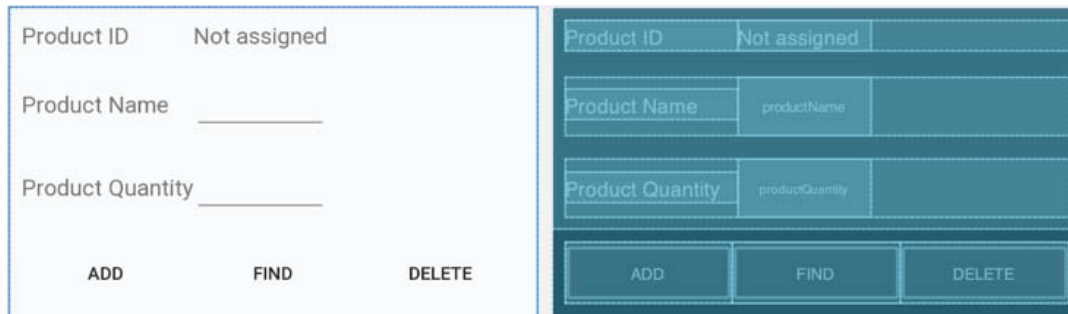 Product ID Not assigned
Product Name
Product Quantity
ADD FIND DELETE
Product ID Not assigned
Product Name productName
Product Quantity productQuantity
ADD FIND DELETE